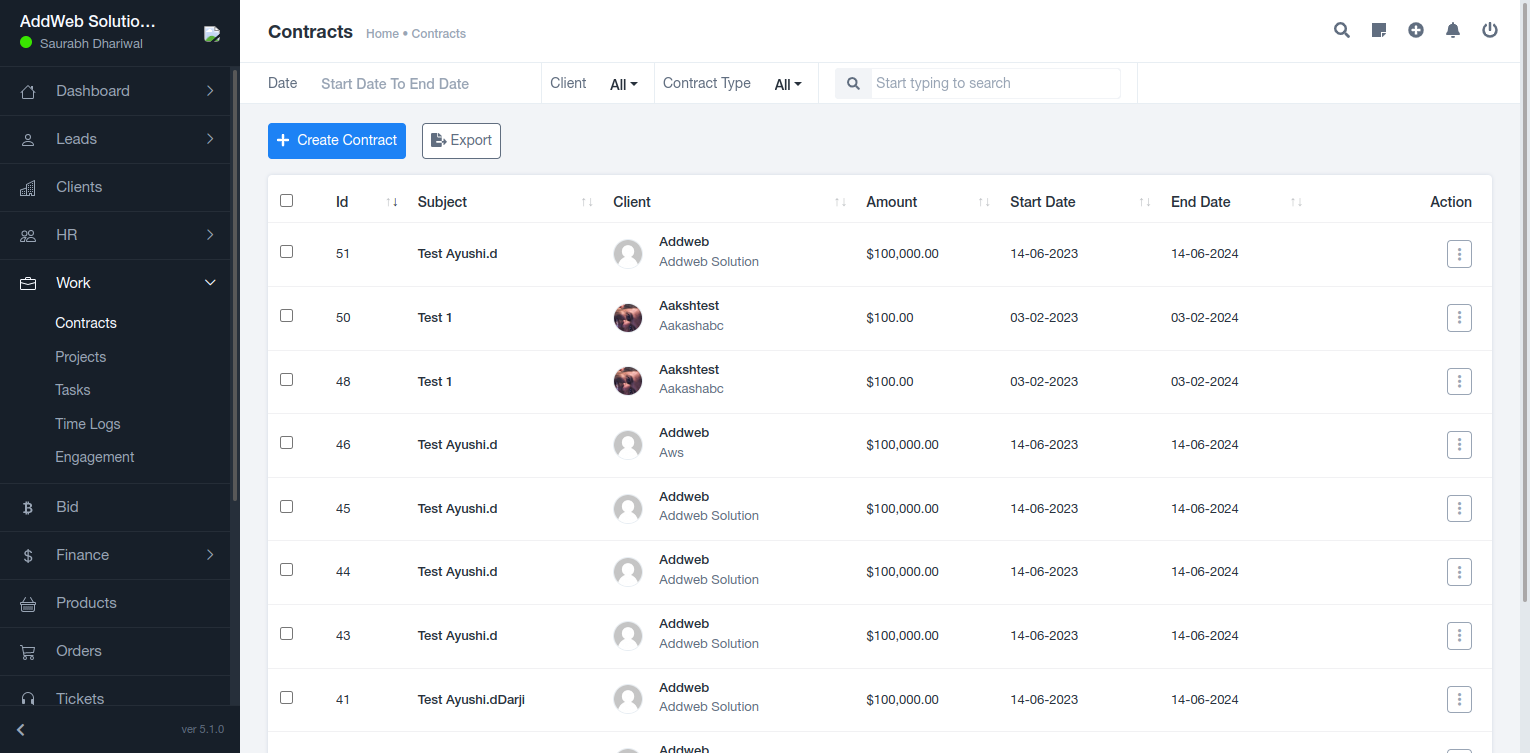 AddWeb Solutio...
Saurabh Dhariwal
Dashboard
Leads
Clients
HR
Work
Contracts
Projects
Tasks
Time Logs
Engagement
Bid
Finance
Products
Orders
Tickets
ver 5.1.0
Contracts Home • Contracts
Date Start Date To End Date Client All Contract Type All Start typing to search
Create Contract Export
Id Subject Client Amount Start Date End Date Action
51 Test Ayushi.d Addweb $100,000.00 14-06-2023 14-06-2024
Addweb Solution
50 Test 1 Aakshtest $100.00 03-02-2023 03-02-2024
Aakashabc
48 Test 1 Aakshtest $100.00 03-02-2023 03-02-2024
Aakashabc
46 Test Ayushi.d Addweb $100,000.00 14-06-2023 14-06-2024
Aws
45 Test Ayushi.d Addweb $100,000.00 14-06-2023 14-06-2024
Addweb Solution
44 Test Ayushi.d Addweb $100,000.00 14-06-2023 14-06-2024
Addweb Solution
43 Test Ayushi.d Addweb $100,000.00 14-06-2023 14-06-2024
Addweb Solution
41 Test Ayushi.dDarji Addweb $100,000.00 14-06-2023 14-06-2024
Addweb Solution
Addweb